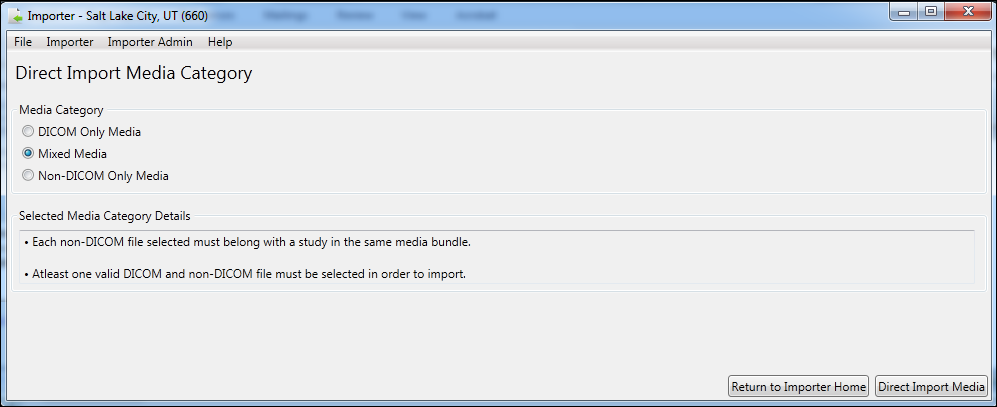 Importer - Salt Lake City, UT (660)
File Importer Importer Admin Help
Direct Import Media Category
Media Category
DICOM Only Media
Mixed Media
Non-DICOM Only Media
Selected Media Category Details
• Each non-DICOM file selected must belong with a study in the same media bundle.
• Atleast one valid DICOM and non-DICOM file must be selected in order to import.
Return to Importer Home Direct Import Media